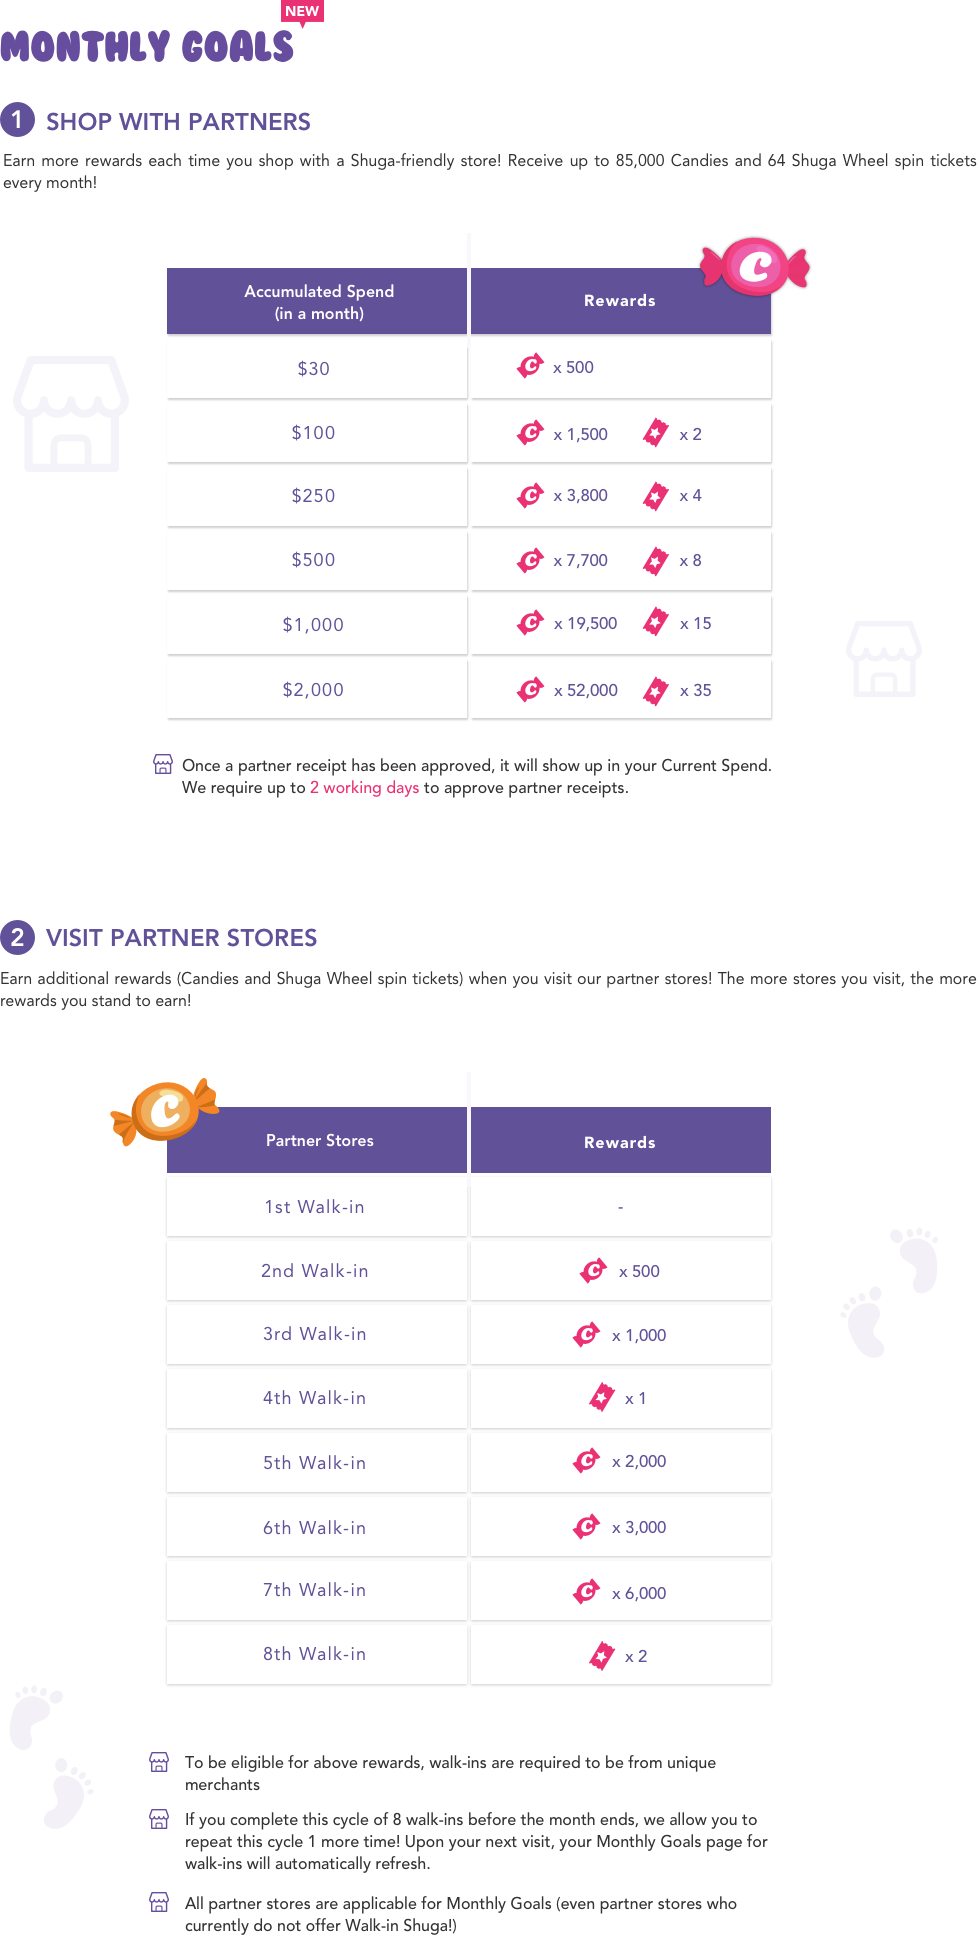 NEW
MONTHLY GOALS
1 SHOP WITH PARTNERS
Earn more rewards each time you shop with a Shuga-friendly store! Receive up to 85,000 Candies and 64 Shuga Wheel spin tickets
every month!
C
Accumulated Spend
(in a month)
Rewards
$30 C x 500
$100 C x 1,500 x 2
$250 C x 3,800 x 4
$500 C x 7,700 x 8
$1,000 C x 19,500 x 15
$2,000 C x 52,000 x 35
Once a partner receipt has been approved, it will show up in your Current Spend.
We require up to 2 working days to approve partner receipts.
2 VISIT PARTNER STORES
Earn additional rewards (Candies and Shuga Wheel spin tickets) when you visit our partner stores! The more stores you visit, the more
rewards you stand to earn!
C
Partner Stores Rewards
1st Walk-in -
2nd Walk-in C x 500
3rd Walk-in C x 1,000
4th Walk-in x 1
5th Walk-in C x 2,000
6th Walk-in C x 3,000
7th Walk-in C x 6,000
8th Walk-in x 2
To be eligible for above rewards, walk-ins are required to be from unique
merchants
If you complete this cycle of 8 walk-ins before the month ends, we allow you to
repeat this cycle 1 more time! Upon your next visit, your Monthly Goals page for
walk-ins will automatically refresh.
All partner stores are applicable for Monthly Goals (even partner stores who
currently do not offer Walk-in Shuga!)